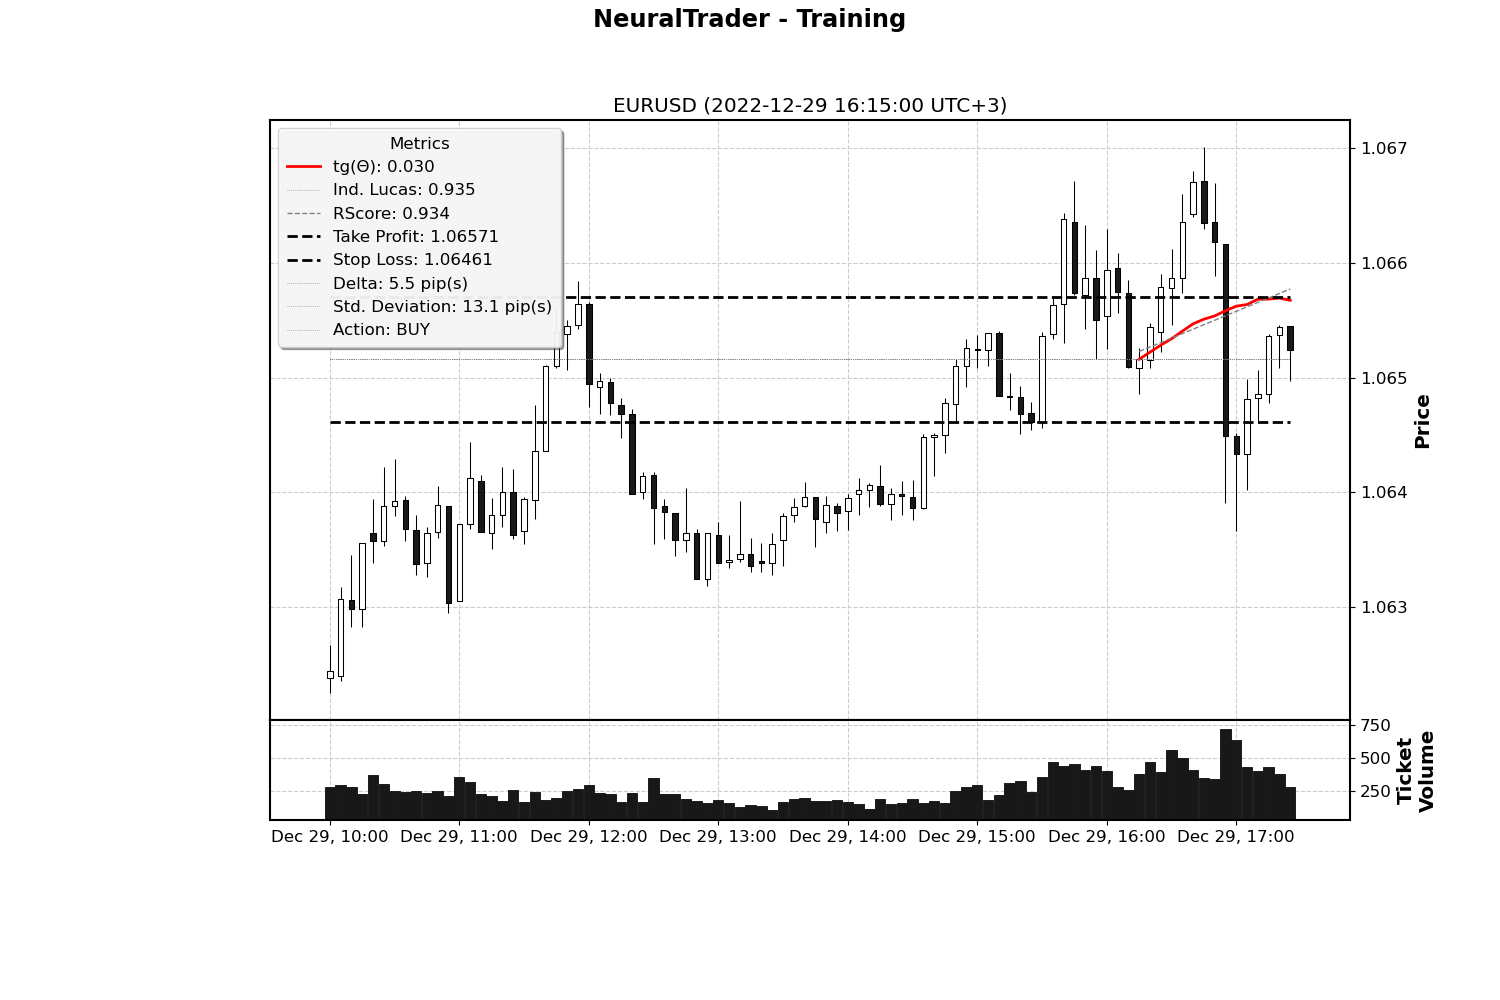 NeuralTrader - Training
EURUSD (2022-12-29 16:15:00 UTC+3)
Metrics
tg(Θ): 0.030
Ind. Lucas: 0.935
RScore: 0.934
Take Profit: 1.06571
Stop Loss: 1.06461
Delta: 5.5 pip(s)
Std. Deviation: 13.1 pip(s)
Action: BUY
1.067
1.066
1.065
1.064
1.063
Price
750
500
250
Ticket
Volume
Dec 29, 10:00 Dec 29, 11:00 Dec 29, 12:00 Dec 29, 13:00 Dec 29, 14:00 Dec 29, 15:00 Dec 29, 16:00 Dec 29, 17:00